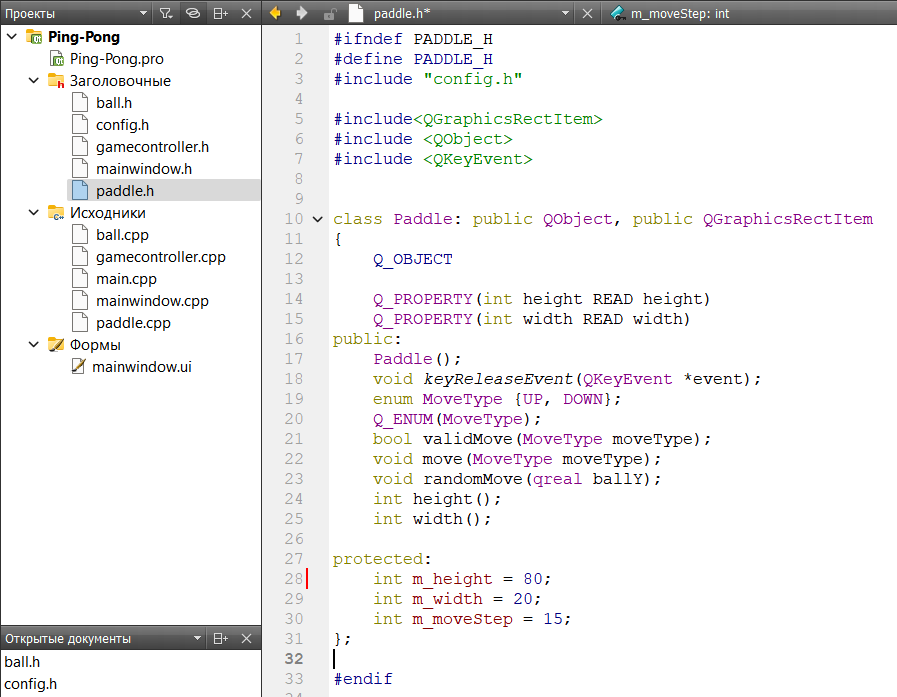 Проекты
Ping-Pong
Ping-Pong.pro
Заголовочные
ball.h
config.h
gamecontroller.h
mainwindow.h
paddle.h
Исходники
ball.cpp
gamecontroller.cpp
main.cpp
mainwindow.cpp
paddle.cpp
Формы
mainwindow.ui
Открытые документы
ball.h
config.h
paddle.h*
m_moveStep: int
1 #ifndef PADDLE_H
2 #define PADDLE_H
3 #include "config.h"
4
5 #include<QGraphicsRectItem>
6 #include <QObject>
7 #include <QKeyEvent>
8
9
10 class Paddle: public QObject, public QGraphicsRectItem
11 {
12     Q_OBJECT
13
14     Q_PROPERTY(int height READ height)
15     Q_PROPERTY(int width READ width)
16 public:
17     Paddle();
18     void keyReleaseEvent(QKeyEvent *event);
19     enum MoveType {UP, DOWN};
20     Q_ENUM(MoveType);
21     bool validMove(MoveType moveType);
22     void move(MoveType moveType);
23     void randomMove(qreal ballY);
24     int height();
25     int width();
26
27 protected:
28     int m_height = 80;
29     int m_width = 20;
30     int m_moveStep = 15;
31 };
32
33 #endif